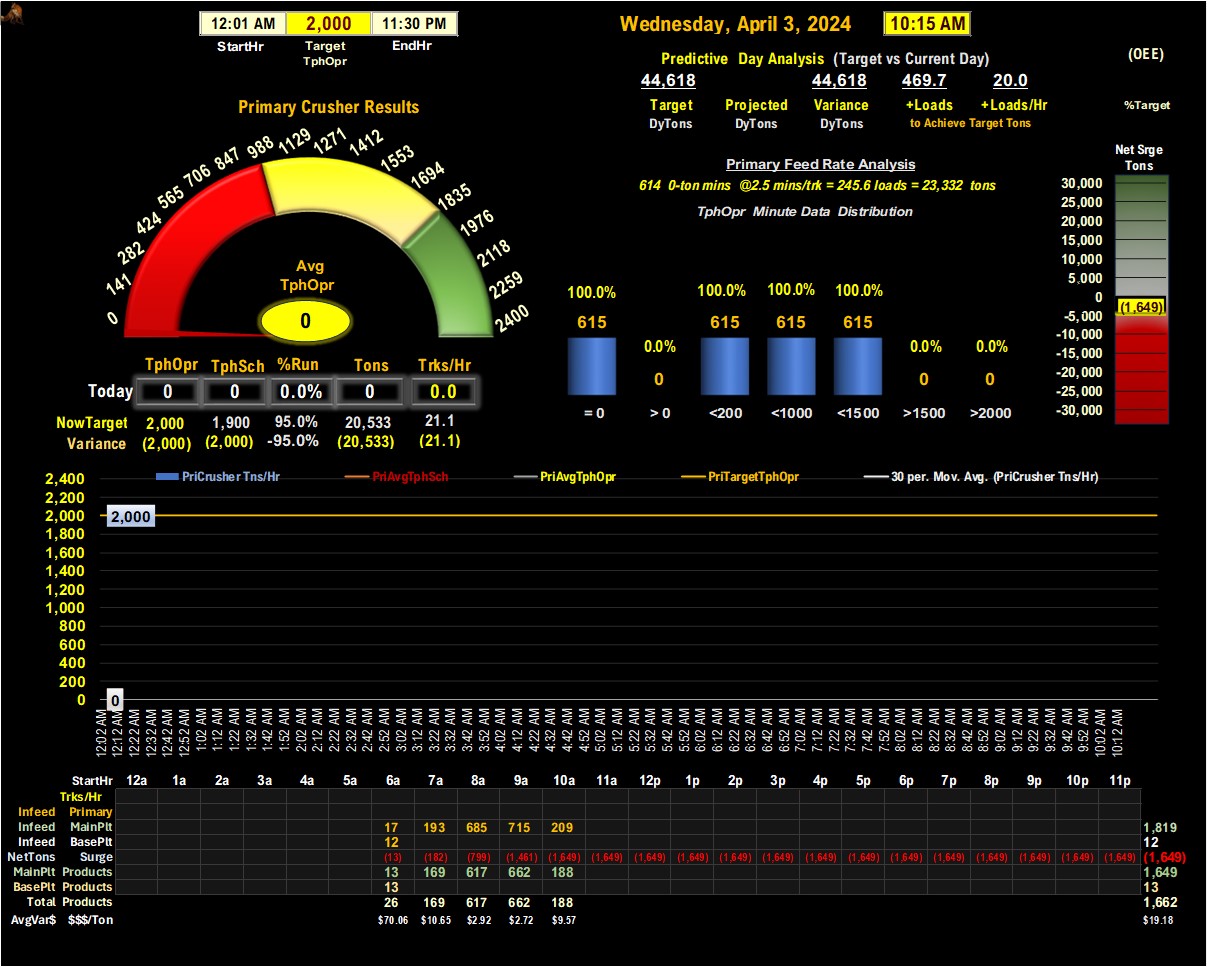 12:01 AM 2,000 11:30 PM
StartHr Target TphOpr EndHr
Wednesday, April 3, 2024 10:15 AM
Predictive Day Analysis (Target vs Current Day)
44,618 44,618 469.7 20.0
Target Projected Variance +Loads +Loads/Hr
DyTons DyTons DyTons to Achieve Target Tons
(OEE)
%Target
Primary Crusher Results
0 141 282 424 565 706 847 988 1129 1271 1412 1553 1694 1835 1976 2118 2259 2400
Avg
TphOpr
0
Primary Feed Rate Analysis
614 0-ton mins @2.5 mins/trk = 245.6 loads = 23,332 tons
TphOpr Minute Data Distribution
100.0% 100.0% 100.0% 100.0%
615 615 615 615
0.0% 0.0% 0.0%
0 0 0
= 0 > 0 <200 <1000 <1500 >1500 >2000
Net Srge
Tons
30,000
25,000
20,000
15,000
10,000
5,000
0
(1,649)
-5,000
-10,000
-15,000
-20,000
-25,000
-30,000
TphOpr TphSch %Run Tons Trks/Hr
Today 0 0 0.0% 0 0.0
NowTarget 2,000 1,900 95.0% 20,533 21.1
Variance (2,000) (2,000) -95.0% (20,533) (21.1)
PriCrusher Tns/Hr PriAvgTphSch PriAvgTphOpr PriTargetTphOpr 30 per. Mov. Avg. (PriCrusher Tns/Hr)
2,400
2,200
2,000 2,000
1,800
1,600
1,400
1,200
1,000
800
600
400
200
0 0
12:02 AM 12:12 AM 12:22 AM 12:32 AM 12:42 AM 12:52 AM 1:02 AM 1:12 AM 1:22 AM 1:32 AM 1:42 AM 1:52 AM 2:02 AM 2:12 AM 2:22 AM 2:32 AM 2:42 AM 2:52 AM 3:02 AM 3:12 AM 3:22 AM 3:32 AM 3:42 AM 3:52 AM 4:02 AM 4:12 AM 4:22 AM 4:32 AM 4:42 AM 4:52 AM 5:02 AM 5:12 AM 5:22 AM 5:32 AM 5:42 AM 5:52 AM 6:02 AM 6:12 AM 6:22 AM 6:32 AM 6:42 AM 6:52 AM 7:02 AM 7:12 AM 7:22 AM 7:32 AM 7:42 AM 7:52 AM 8:02 AM 8:12 AM 8:22 AM 8:32 AM 8:42 AM 8:52 AM 9:02 AM 9:12 AM 9:22 AM 9:32 AM 9:42 AM 9:52 AM 10:02 AM 10:12 AM
StartHr 12a 1a 2a 3a 4a 5a 6a 7a 8a 9a 10a 11a 12p 1p 2p 3p 4p 5p 6p 7p 8p 9p 10p 11p
Trks/Hr
Infeed Primary
Infeed MainPlt 17 193 685 715 209 1,819
Infeed BasePlt 12 12
NetTons Surge (13) (182) (799) (1,461) (1,649) (1,649) (1,649) (1,649) (1,649) (1,649) (1,649) (1,649) (1,649) (1,649) (1,649) (1,649) (1,649) (1,649) (1,649)
MainPlt Products 13 169 617 662 188 1,649
BasePlt Products 13 13
Total Products 26 169 617 662 188 1,662
AvgVar$ $$$/Ton $70.06 $10.65 $2.92 $2.72 $9.57 $19.18